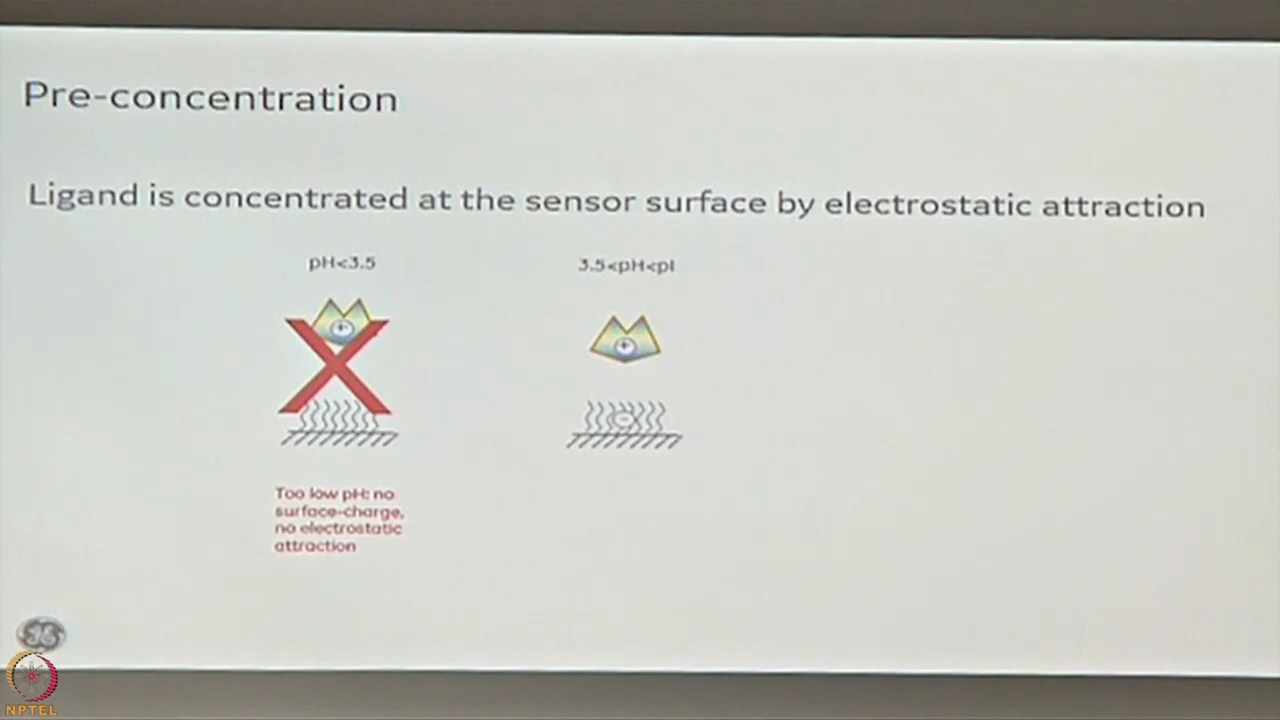 Pre-concentration
Ligand is concentrated at the sensor surface by electrostatic attraction
pH<3.5
3.5<pH<pI
+
+
−
Too low pH: no
surface-charge,
no electrostatic
attraction
GE
NPTEL